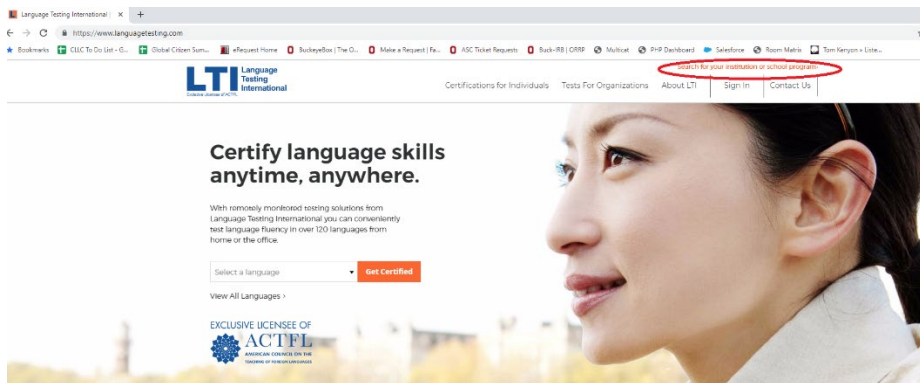 Language Testing International |
https://www.languagetesting.com
Bookmarks CLLC To Do List - G... Global Citizen Sum... eRequest Home BuckeyeBox | The O... Make a Request | Fa... ASC Ticket Requests Buck-IRB | ORRP Multicat PHP Dashboard Salesforce Room Matrix Tom Kenyon » Liste...
Search for your institution or school program
LTI Language
Testing
International
Exclusive Licensee of ACTFL
Certifications for Individuals Tests For Organizations About LTI Sign In Contact Us
Certify language skills
anytime, anywhere.
With remotely monitored testing solutions from
Language Testing International you can conveniently
test language fluency in over 120 languages from
home or the office.
Select a language Get Certified
View All Languages >
EXCLUSIVE LICENSEE OF
ACTFL
AMERICAN COUNCIL ON THE
TEACHING OF FOREIGN LANGUAGES